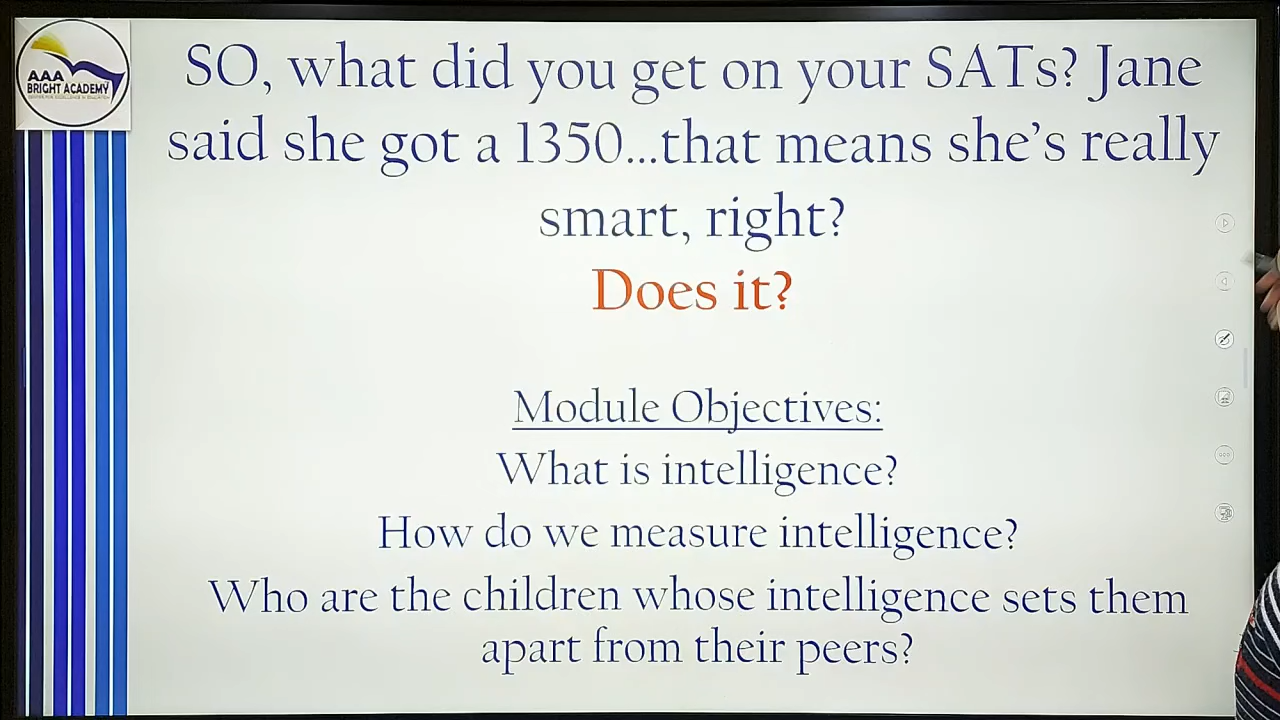 AAA
BRIGHT ACADEMY
SO, what did you get on your SATs? Jane
said she got a 1350...that means she's really
smart, right?
Does it?
Module Objectives:
What is intelligence?
How do we measure intelligence?
Who are the children whose intelligence sets them
apart from their peers?